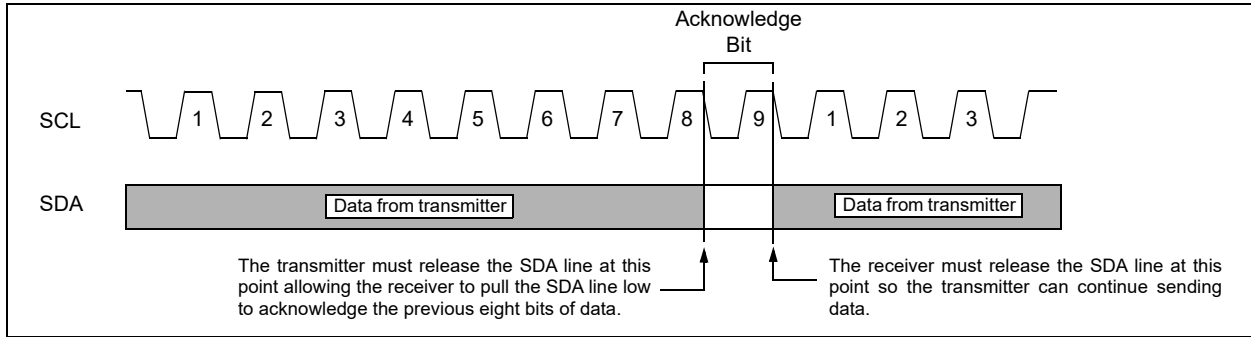 Acknowledge
Bit
SCL
1 2 3 4 5 6 7 8 9 1 2 3
SDA
Data from transmitter
Data from transmitter
The transmitter must release the SDA line at this
point allowing the receiver to pull the SDA line low
to acknowledge the previous eight bits of data.
The receiver must release the SDA line at this
point so the transmitter can continue sending
data.